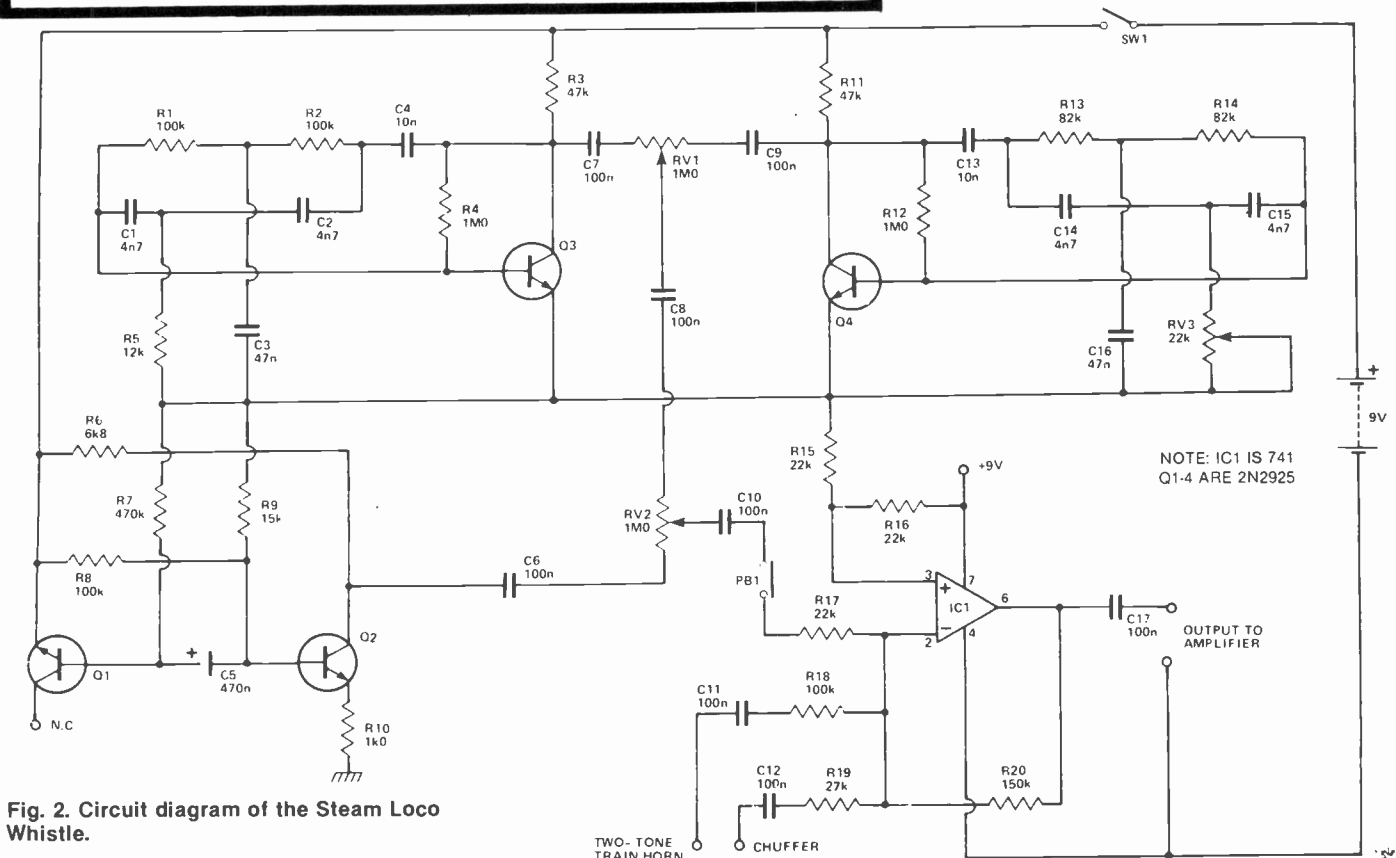 SW1
R3
47k
R11
47k
R1
100k
R2
100k
C4
10n
C7
100n
RV1
1M0
C9
100n
C13
10n
R13
82k
R14
82k
C1
4n7
C2
4n7
R4
1M0
Q3
R12
1M0
C14
4n7
C15
4n7
R5
12k
C3
47n
C8
100n
Q4
C16
47n
RV3
22k
+
9V
R6
6k8
R7
470k
R9
15k
R15
22k
+9V
NOTE: IC1 IS 741
Q1-4 ARE 2N2925
R8
100k
C6
100n
RV2
1M0
C10
100n
PB1
R16
22k
R17
22k
3
+
7
IC1
6
−
2
4
C17
100n
OUTPUT TO
AMPLIFIER
Q1
+
C5
470n
Q2
N.C
R10
1k0
C11
100n
R18
100k
C12
100n
R19
27k
R20
150k
Fig. 2. Circuit diagram of the Steam Loco
Whistle.
TWO-TONE
TRAIN HORN
CHUFFER